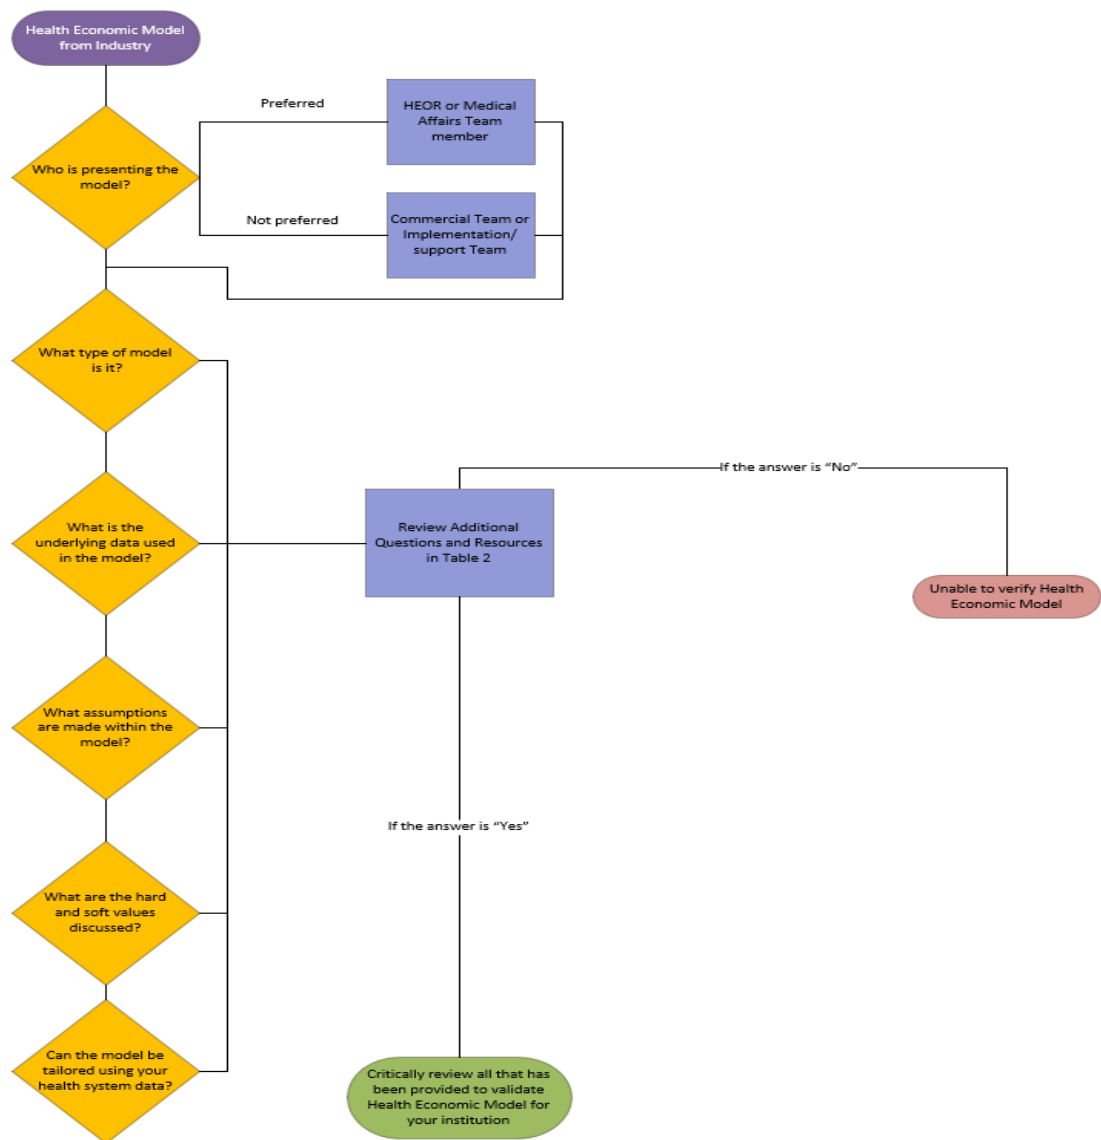 Health Economic Model
from Industry
Preferred
HEOR or Medical
Affairs Team
member
Who is presenting the
model?
Not preferred
Commercial Team or
Implementation/
support Team
What type of model
is it?
If the answer is “No”
What is the
underlying data used
in the model?
Review Additional
Questions and Resources
in Table 2
Unable to verify Health
Economic Model
What assumptions
are made within the
model?
If the answer is “Yes”
What are the hard
and soft values
discussed?
Can the model be
tailored using your
health system data?
Critically review all that has
been provided to validate
Health Economic Model for
your institution